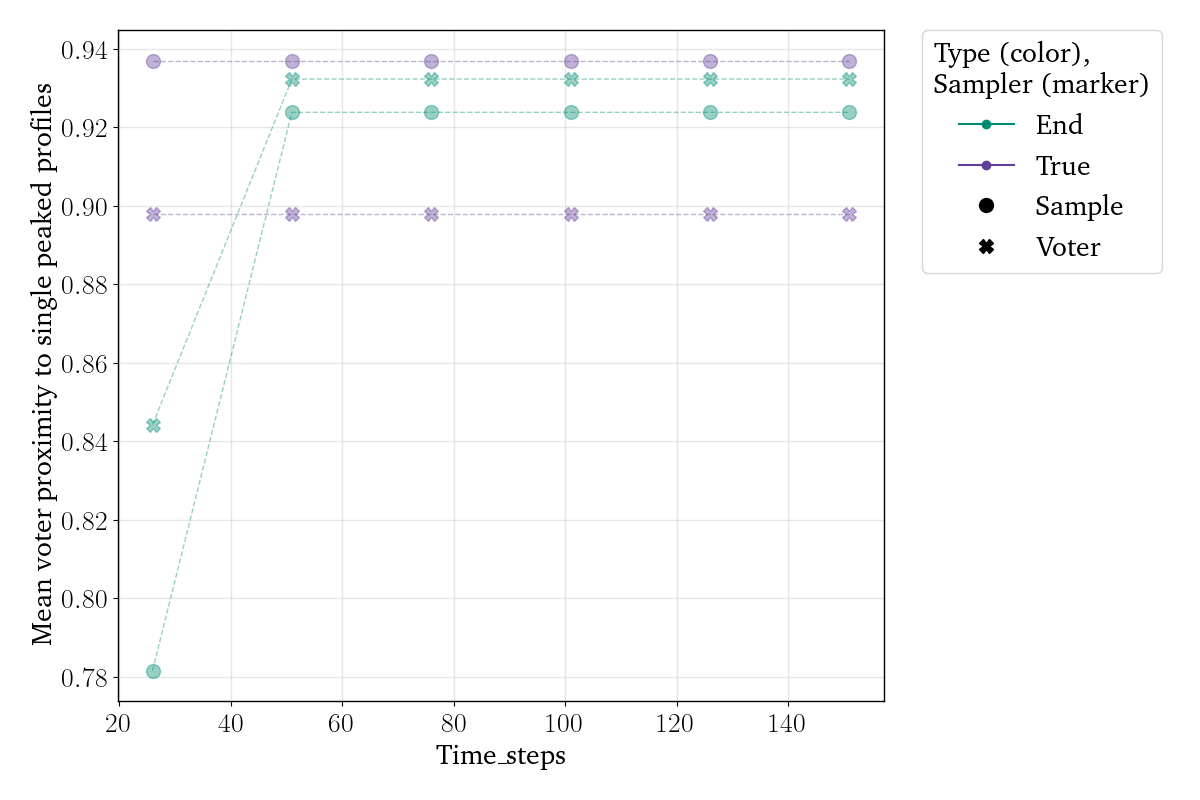 Mean voter proximity to single peaked profiles
0.94
0.92
0.90
0.88
0.86
0.84
0.82
0.80
0.78
20 40 60 80 100 120 140
Time_steps
Type (color),
Sampler (marker)
End
True
Sample
Voter